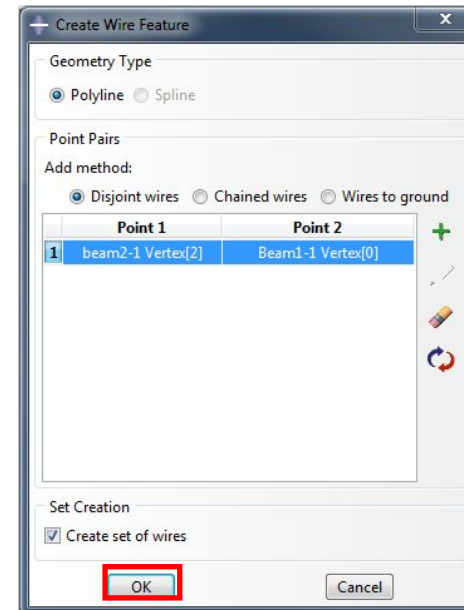 Create Wire Feature
x
Geometry Type
Polyline Spline
Point Pairs
Add method:
Disjoint wires Chained wires Wires to ground
Point 1 Point 2
1 beam2-1 Vertex[2] Beam1-1 Vertex[0]
Set Creation
Create set of wires
OK Cancel